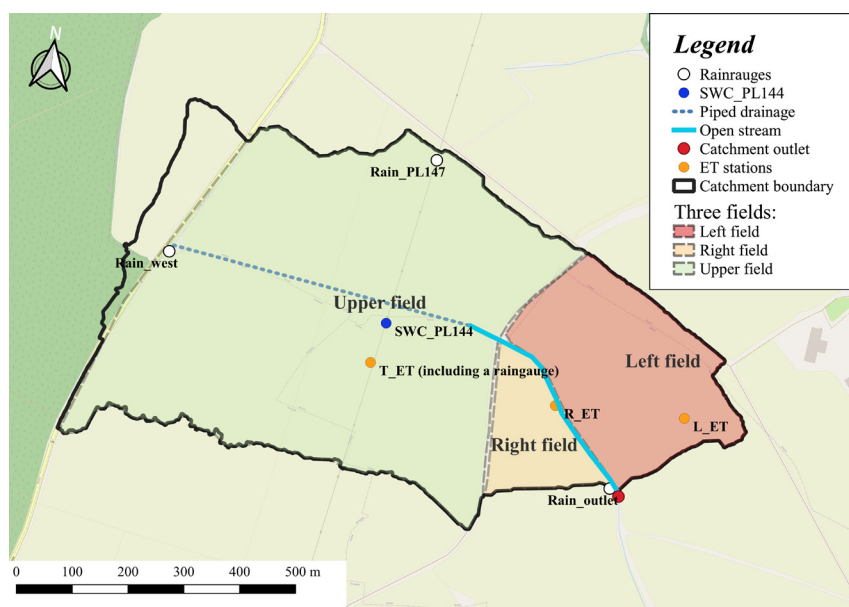 N
Legend
Rainrauges
SWC_PL144
Piped drainage
Open stream
Catchment outlet
ET stations
Catchment boundary
Three fields:
Left field
Right field
Upper field
Rain_PL147
Rain_west
Upper field
SWC_PL144
T_ET (including a raingauge)
Left field
R_ET
L_ET
Right field
Rain_outlet
0 100 200 300 400 500 m